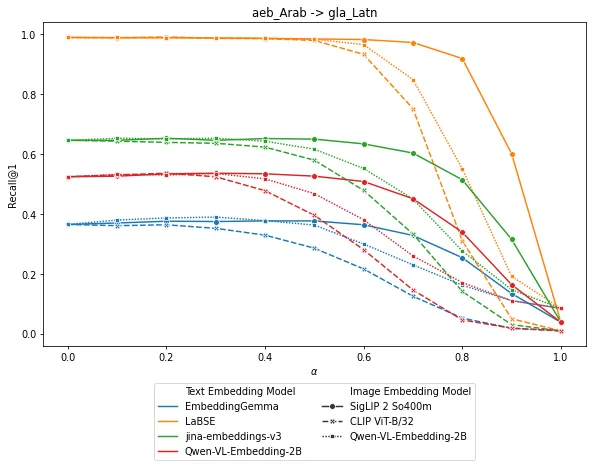 aeb_Arab -> gla_Latn
1.0
0.8
0.6
0.4
0.2
0.0
Recall@1
0.0 0.2 0.4 0.6 0.8 1.0
α
Text Embedding Model
EmbeddingGemma
LaBSE
jina-embeddings-v3
Qwen-VL-Embedding-2B
Image Embedding Model
SigLIP 2 So400m
CLIP ViT-B/32
Qwen-VL-Embedding-2B